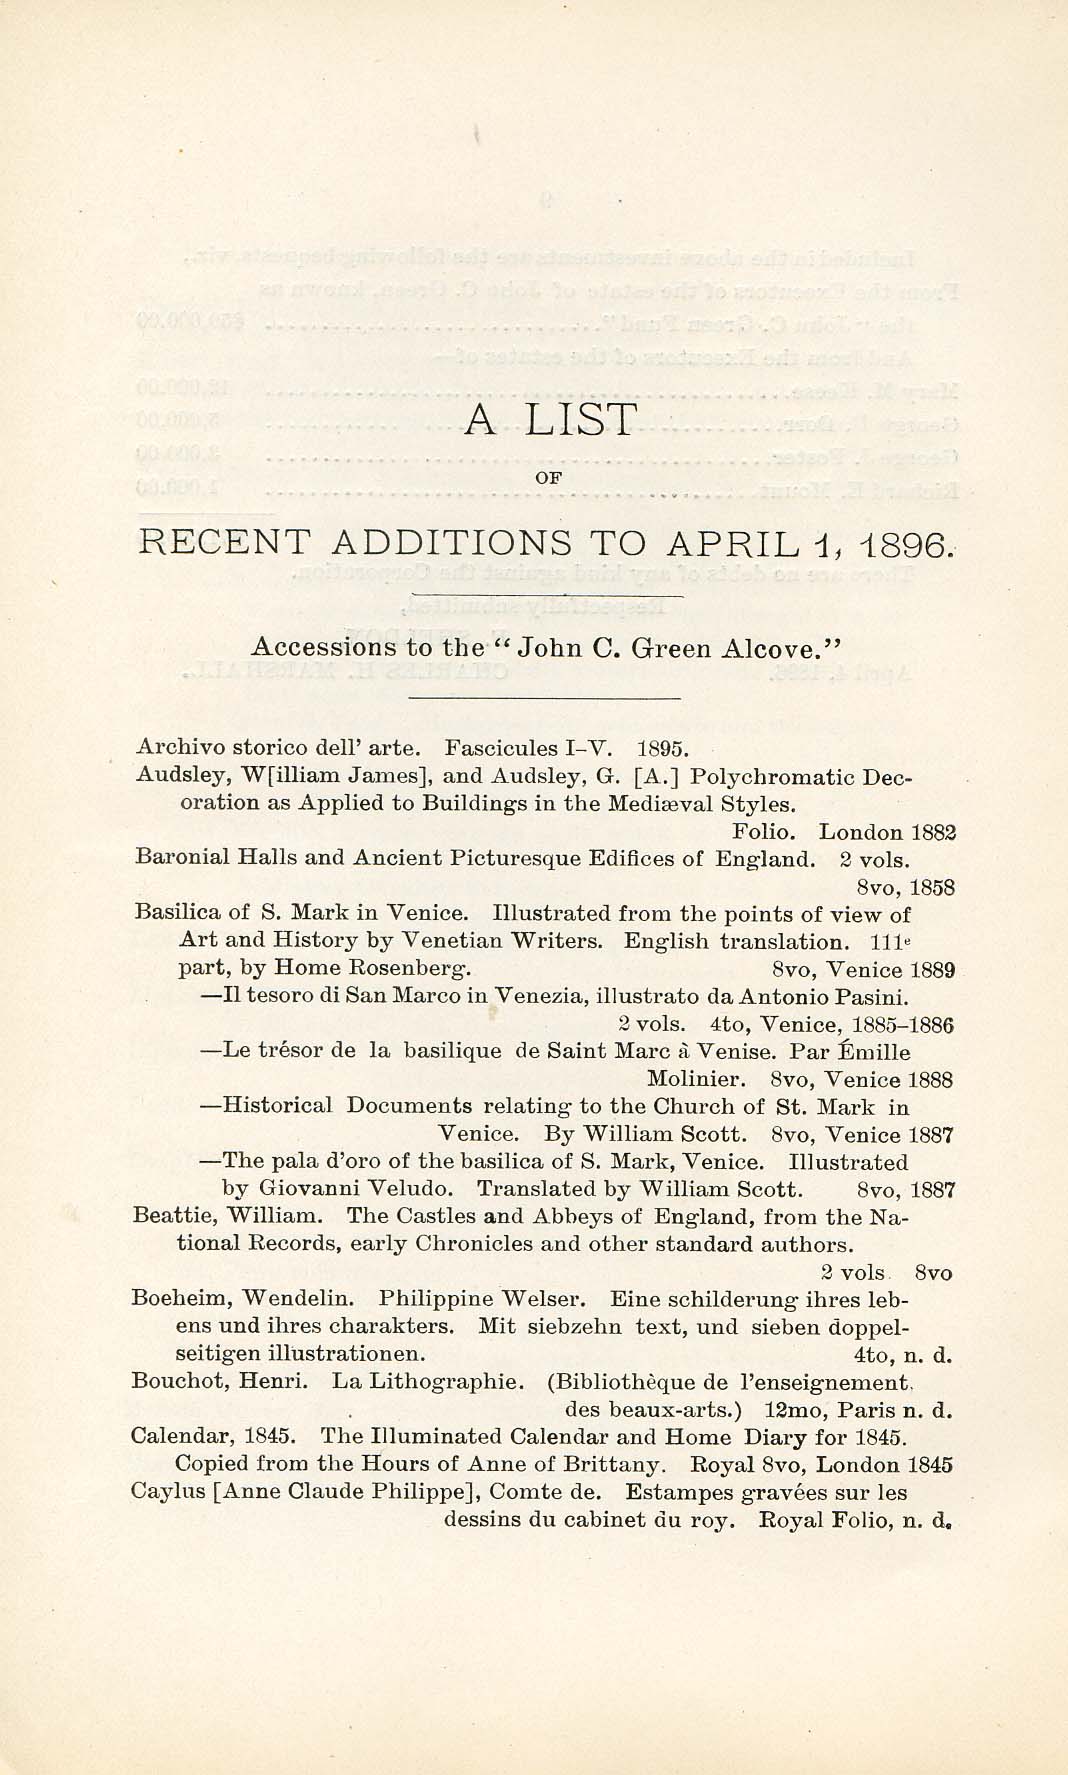 A LIST
OF
RECENT ADDITIONS TO APRIL 1, 1896.
Accessions to the “John C. Green Alcove.”
Archivo storico dell’ arte. Fascicules I–V. 1895.
Audsley, W[illiam James], and Audsley, G. [A.] Polychromatic Dec-
oration as Applied to Buildings in the Mediæval Styles.
Folio. London 1882
Baronial Halls and Ancient Picturesque Edifices of England. 2 vols.
8vo, 1858
Basilica of S. Mark in Venice. Illustrated from the points of view of
Art and History by Venetian Writers. English translation. 111e
part, by Home Rosenberg. 8vo, Venice 1889
—Il tesoro di San Marco in Venezia, illustrato da Antonio Pasini.
2 vols. 4to, Venice, 1885–1886
—Le trésor de la basilique de Saint Marc à Venise. Par Émille
Molinier. 8vo, Venice 1888
—Historical Documents relating to the Church of St. Mark in
Venice. By William Scott. 8vo, Venice 1887
—The pala d’oro of the basilica of S. Mark, Venice. Illustrated
by Giovanni Veludo. Translated by William Scott. 8vo, 1887
Beattie, William. The Castles and Abbeys of England, from the Na-
tional Records, early Chronicles and other standard authors.
2 vols. 8vo
Boeheim, Wendelin. Philippine Welser. Eine schilderung ihres leb-
ens und ihres charakters. Mit siebzehn text, und sieben doppel-
seitigen illustrationen. 4to, n. d.
Bouchot, Henri. La Lithographie. (Bibliothèque de l’enseignement,
des beaux-arts.) 12mo, Paris n. d.
Calendar, 1845. The Illuminated Calendar and Home Diary for 1845.
Copied from the Hours of Anne of Brittany. Royal 8vo, London 1845
Caylus [Anne Claude Philippe], Comte de. Estampes gravées sur les
dessins du cabinet du roy. Royal Folio, n. d.